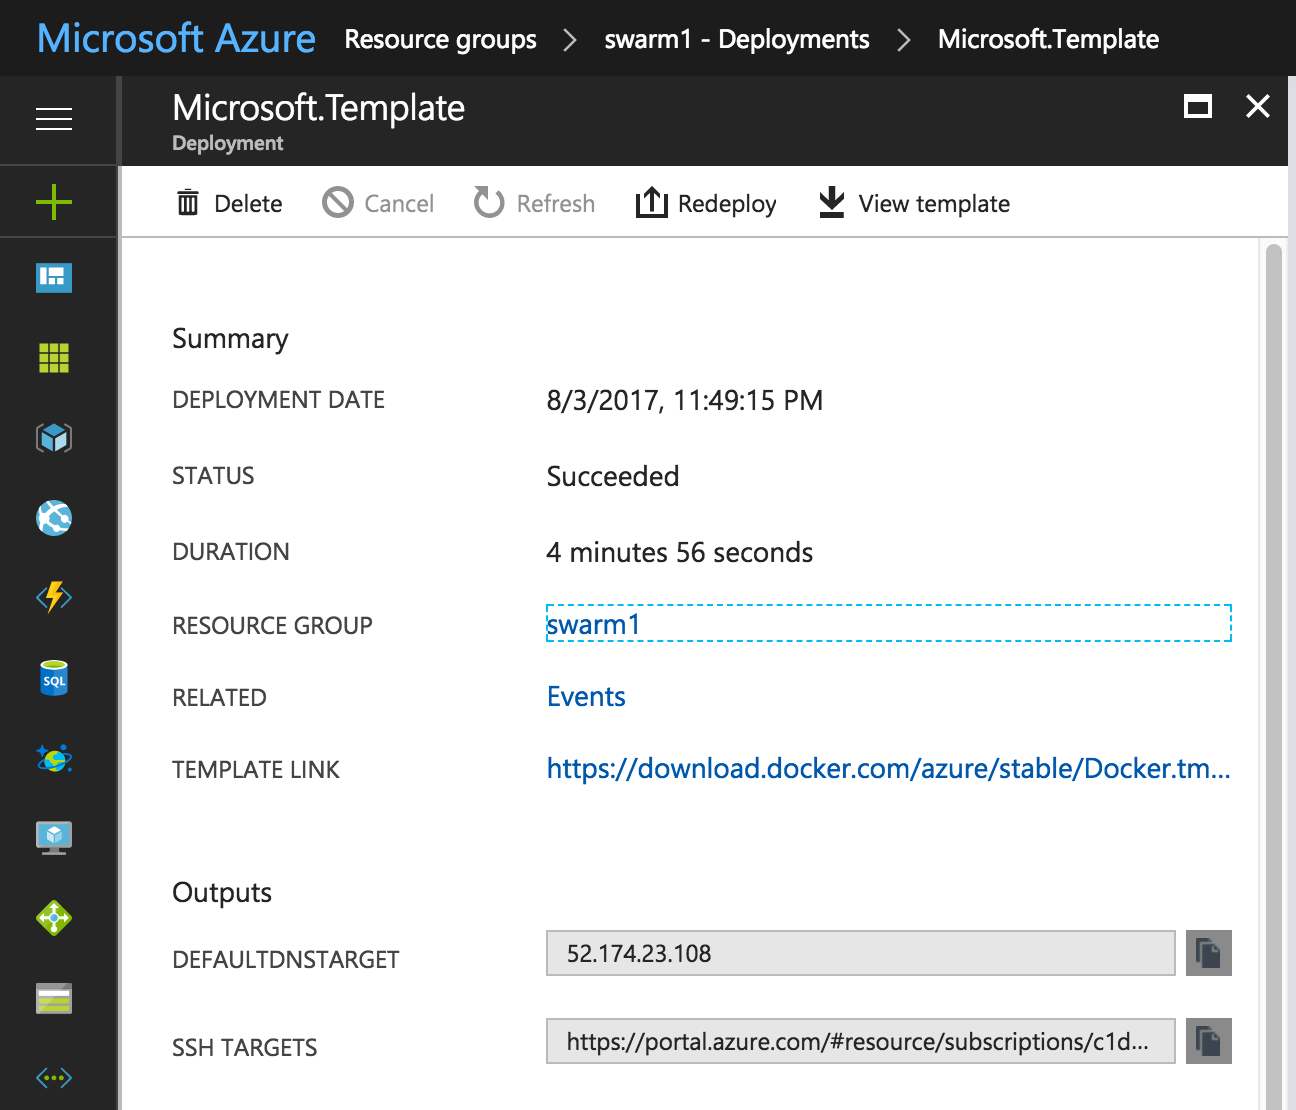 Microsoft Azure Resource groups > swarm1 - Deployments > Microsoft.Template
Microsoft.Template
Deployment
Delete Cancel Refresh Redeploy View template
Summary
DEPLOYMENT DATE 8/3/2017, 11:49:15 PM
STATUS Succeeded
DURATION 4 minutes 56 seconds
RESOURCE GROUP swarm1
RELATED Events
TEMPLATE LINK https://download.docker.com/azure/stable/Docker.tm...
SQL
Outputs
DEFAULTDNSTARGET 52.174.23.108
SSH TARGETS https://portal.azure.com/#resource/subscriptions/c1d...